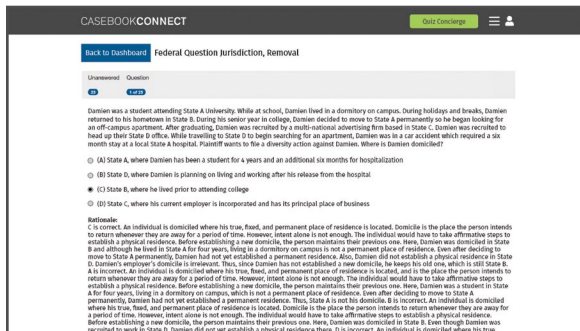 CASEBOOKCONNECT
Quiz Concierge
Back to Dashboard Federal Question Jurisdiction, Removal
Unanswered Question
25 1 of 25
Damien was a student attending State A University. While at school, Damien lived in a dormitory on campus. During holidays and breaks, Damien
returned to his hometown in State B. During his senior year in college, Damien decided to move to State A permanently so he began looking for
an off-campus apartment. After graduating, Damien was recruited by a multi-national advertising firm based in State C. Damien was recruited to
head up their State D office. While travelling to State D to begin searching for an apartment, Damien was in a car accident which required a six
month stay at a local State A hospital. Plaintiff wants to file a diversity action against Damien. Where is Damien domiciled?
(A) State A, where Damien has been a student for 4 years and an additional six months for hospitalization
(B) State D, where Damien is planning on living and working after his release from the hospital
(C) State B, where he lived prior to attending college
(D) State C, where his current employer is incorporated and has its principal place of business
Rationale:
C is correct. An individual is domiciled where his true, fixed, and permanent place of residence is located. Domicile is the place the person intends
to return whenever they are away for a period of time. However, intent alone is not enough. The individual would have to take affirmative steps to
establish a physical residence. Before establishing a new domicile, the person maintains their previous one. Here, Damien was domiciled in State
B and although he lived in State A for four years, living in a dormitory on campus is not a permanent place of residence. Even after deciding to
move to State A permanently, Damien had not yet established a permanent residence. Also, Damien did not establish a physical residence in State
D. Damien's employer's domicile is irrelevant. Thus, since Damien has not established a new domicile, he keeps his old one, which is still State B.
A is incorrect. An individual is domiciled where his true, fixed, and permanent place of residence is located, and is the place the person intends to
return whenever they are away for a period of time. However, intent alone is not enough. The individual would have to take affirmative steps to
establish a physical residence. Before establishing a new domicile, the person maintains their previous one. Here, Damien was a student in State
A for four years, living in a dormitory on campus, which is not a permanent place of residence. Even after deciding to move to State A
permanently, Damien had not yet established a permanent residence. Thus, State A is not his domicile. B is incorrect. An individual is domiciled
where his true, fixed, and permanent place of residence is located. Domicile is the place the person intends to return whenever they are away for
a period of time. However, intent alone is not enough. The individual would have to take affirmative steps to establish a physical residence.
Before establishing a new domicile, the person maintains their previous one. Here, Damien was domiciled in State B. Even though Damien was
recruited to work in State D, Damien did not yet establish a physical residence there. D is incorrect. An individual is domiciled where his true